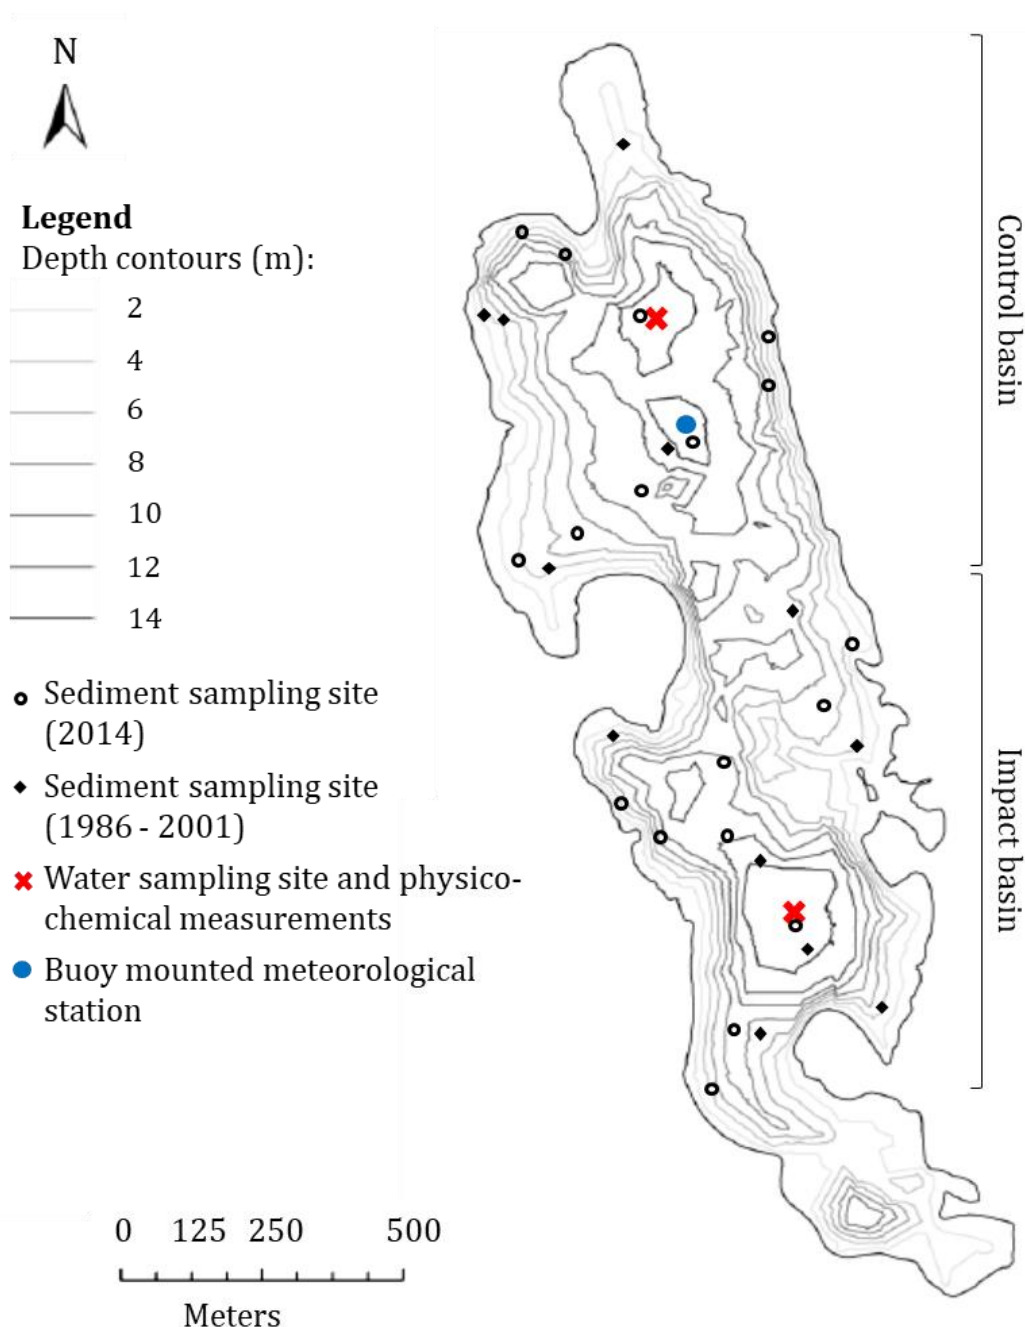 N
Legend
Depth contours (m):
2
4
6
8
10
12
14
Sediment sampling site
(2014)
Sediment sampling site
(1986 - 2001)
Water sampling site and physico-
chemical measurements
Buoy mounted meteorological
station
0 125 250 500
Meters
Control basin
Impact basin